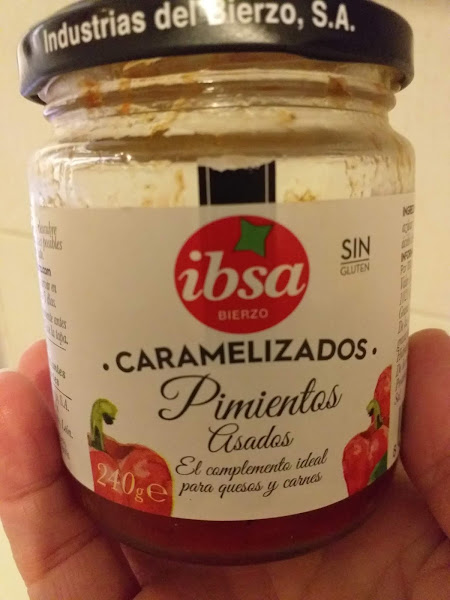 Industrias del Bierzo, S.A.
ibsa
BIERZO
SIN
GLUTEN
• CARAMELIZADOS •
Pimientos
Asados
El complemento ideal
para quesos y carnes
240g e